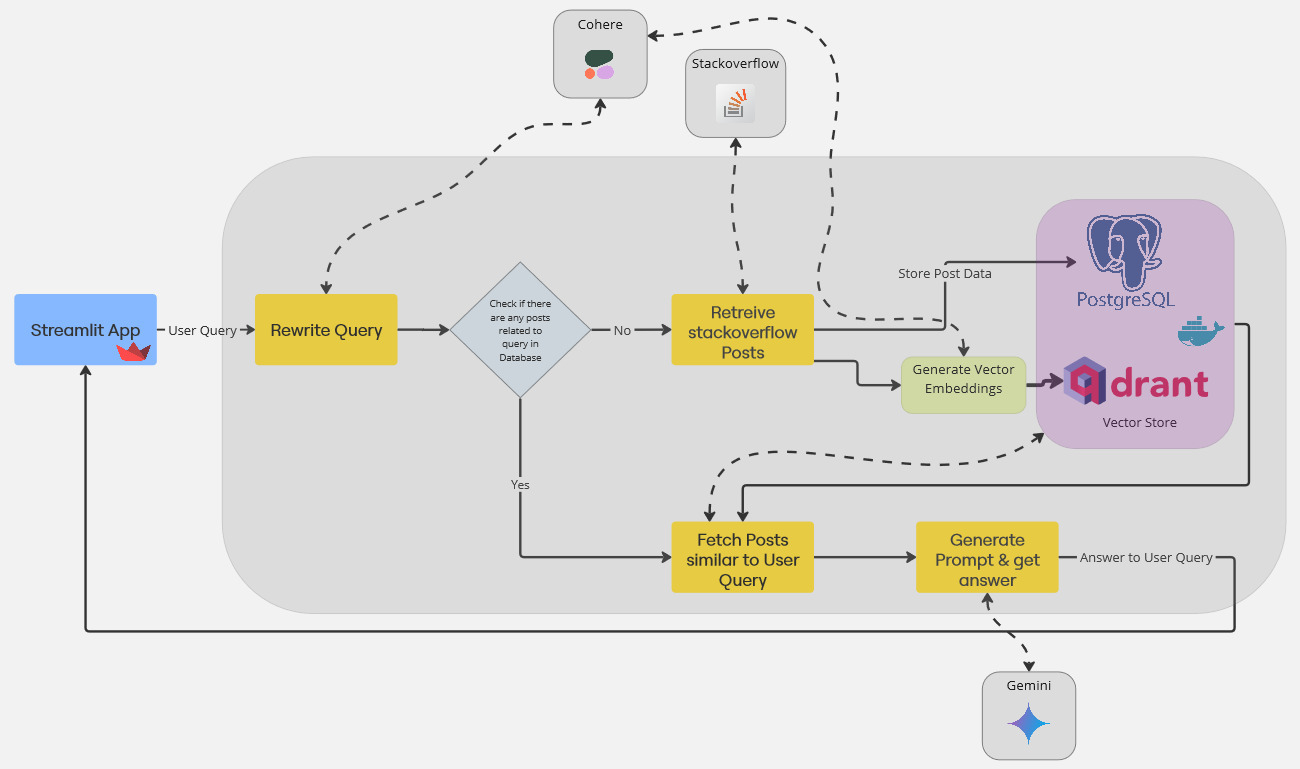 Cohere
Stackoverflow
Streamlit App
User Query
Rewrite Query
Check if there
are any posts
related to
query in
Database
No
Retreive
stackoverflow
Posts
Store Post Data
Generate Vector
Embeddings
PostgreSQL
qdrant
Vector Store
Yes
Fetch Posts
similar to User
Query
Generate
Prompt & get
answer
Answer to User Query
Gemini